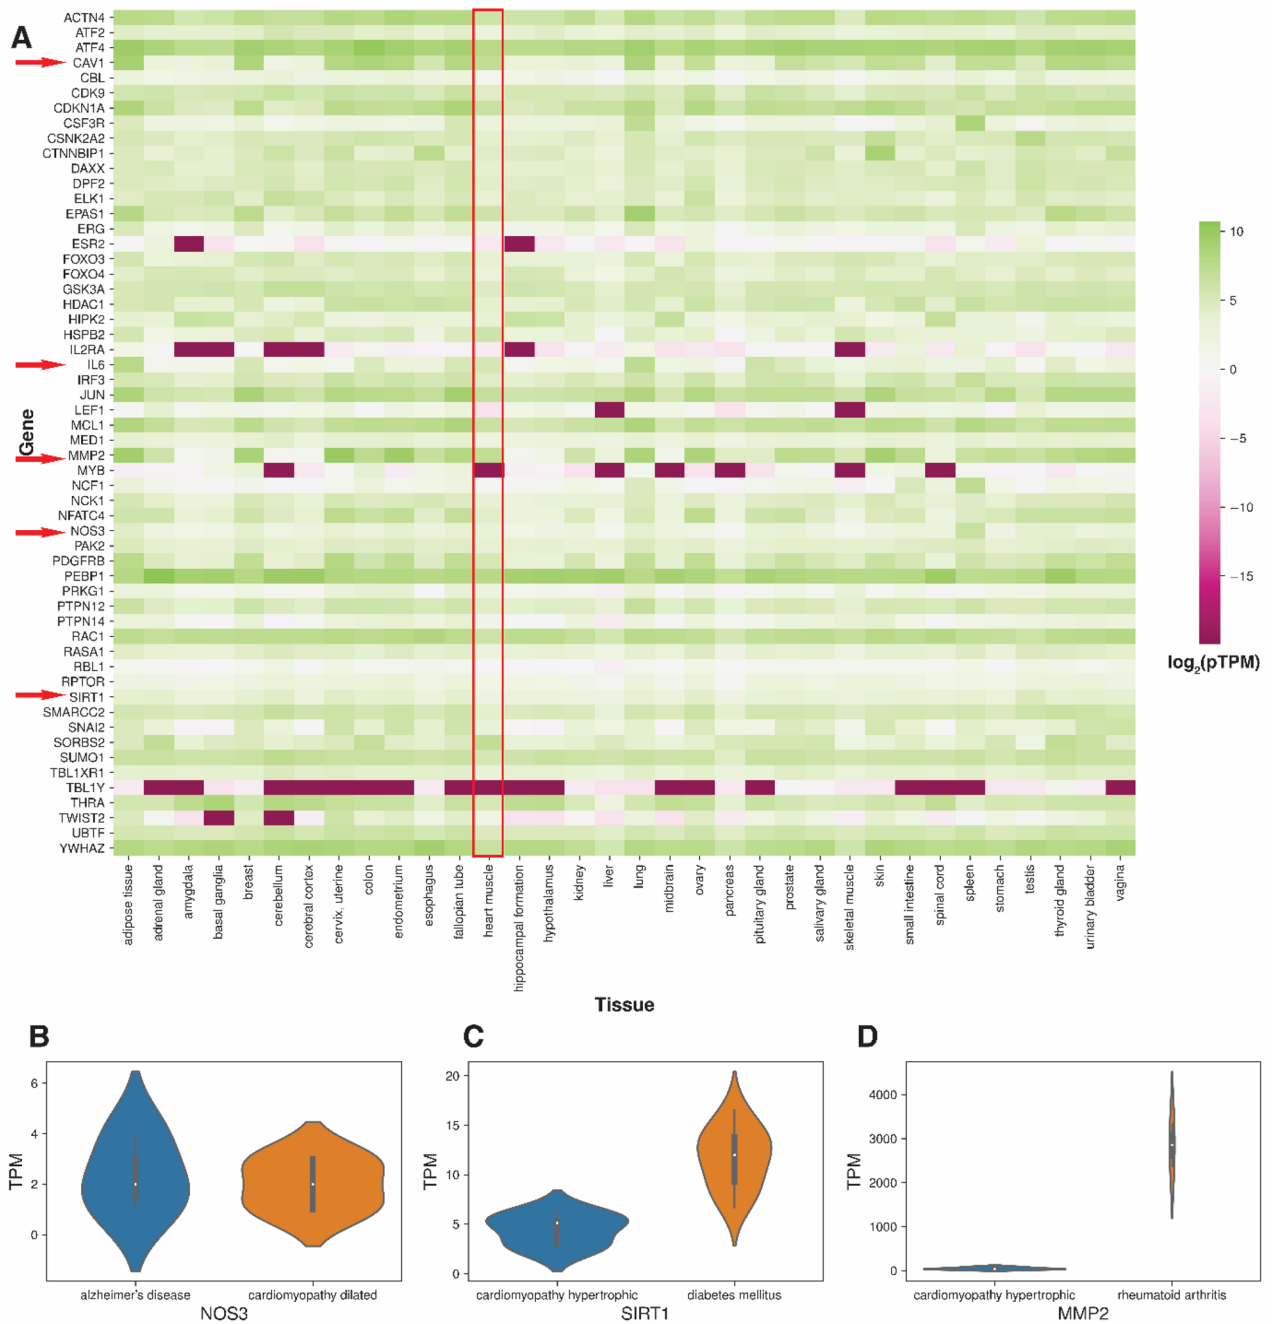 A
ACTN4
ATF2
ATF4
CAV1
CBL
CDK9
CDKN1A
CSF3R
CSNK2A2
CTNNBIP1
DAXX
DPF2
ELK1
EPAS1
ERG
ESR2
FOXO3
FOXO4
GSK3A
HDAC1
HIPK2
HSPB2
IL2RA
IL6
IRF3
JUN
LEF1
MCL1
MED1
MMP2
MYB
NCF1
NCK1
NFATC4
NOS3
PAK2
PDGFRB
PEBP1
PRKG1
PTPN12
PTPN14
RAC1
RASA1
RBL1
RPTOR
SIRT1
SMARCC2
SNAI2
SORBS2
SUMO1
TBL1XR1
TBL1Y
THRA
TWIST2
UBTF
YWHAZ
Gene
adipose tissue
adrenal gland
amygdala
basal ganglia
breast
cerebellum
cerebral cortex
cervix, uterine
colon
endometrium
esophagus
fallopian tube
heart muscle
hippocampal formation
hypothalamus
kidney
liver
lung
midbrain
ovary
pancreas
pituitary gland
prostate
salivary gland
skeletal muscle
skin
small intestine
spinal cord
spleen
stomach
testis
thyroid gland
urinary bladder
vagina
Tissue
10
5
0
−5
−10
−15
log₂(pTPM)
B
TPM
6
4
2
0
alzheimer's disease
cardiomyopathy dilated
NOS3
C
TPM
20
15
10
5
0
cardiomyopathy hypertrophic
diabetes mellitus
SIRT1
D
TPM
4000
3000
2000
1000
0
cardiomyopathy hypertrophic
rheumatoid arthritis
MMP2